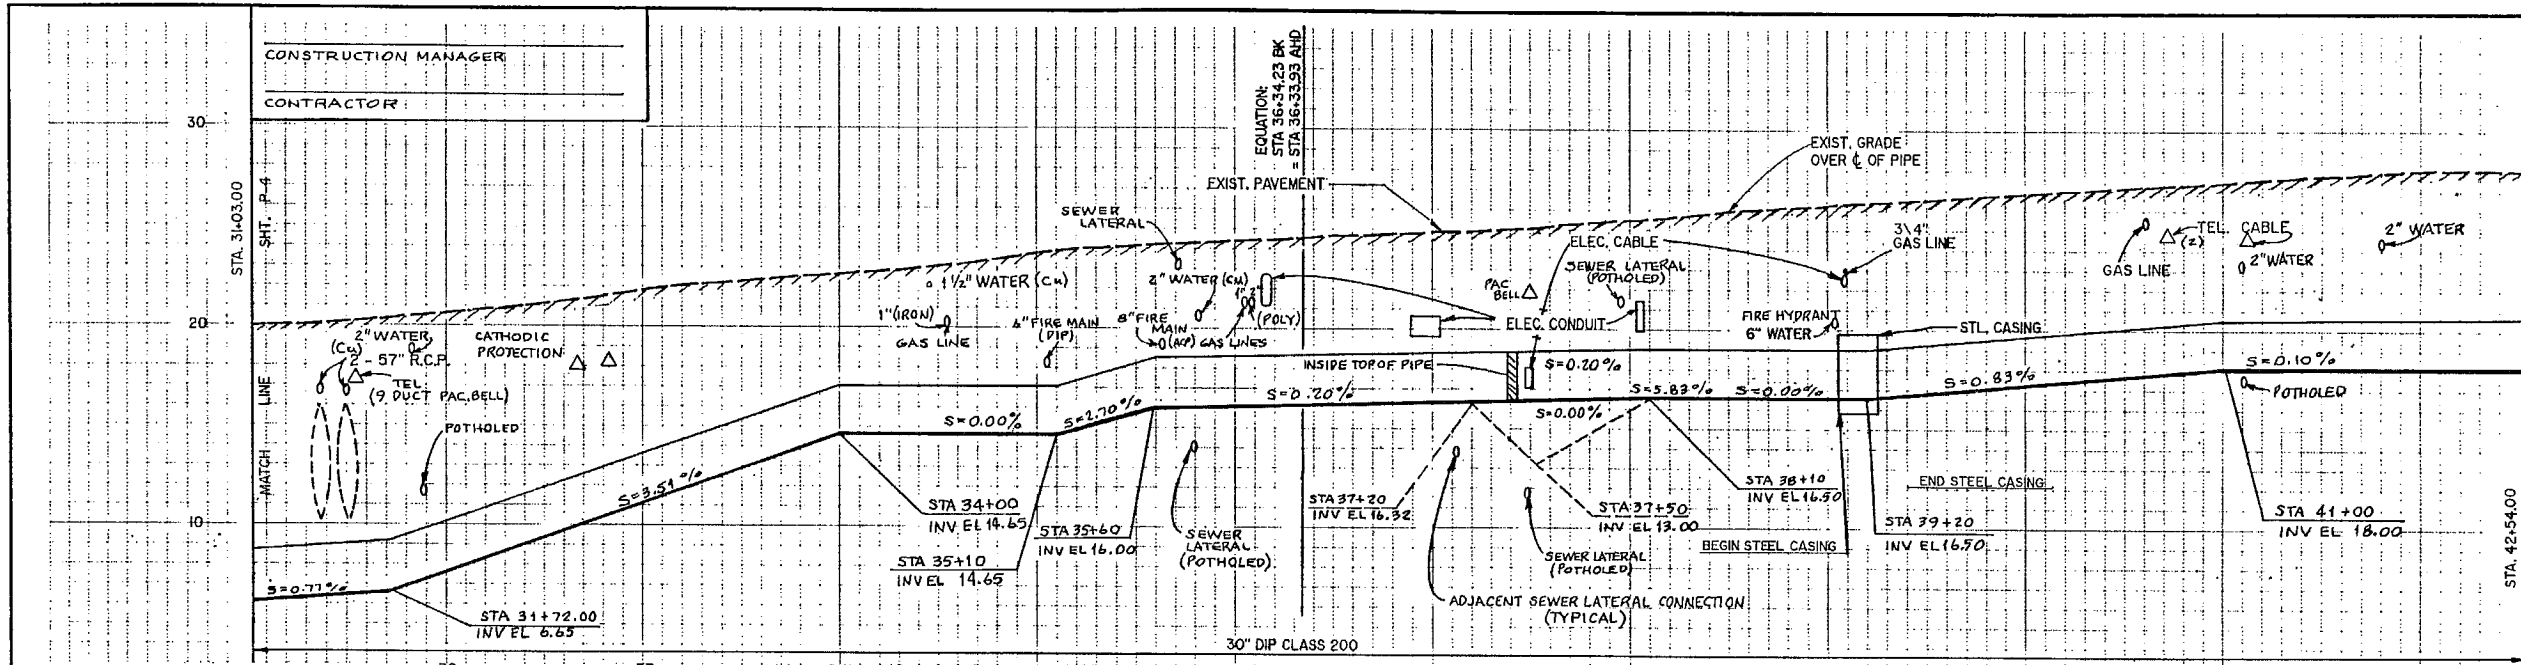 CONSTRUCTION MANAGER
CONTRACTOR
30
20
10
STA. 31+03.00
SHT. P-4
MATCH LINE
EQUATION:
STA 36+34.23 BK
= STA 36+33.93 AHD
EXIST. PAVEMENT
EXIST. GRADE
OVER ℄ OF PIPE
SEWER
LATERAL
2" WATER
(Cu)
2 - 57" R.C.P.
TEL
(9 DUCT PAC. BELL)
CATHODIC
PROTECTION
POTHOLED
1 1/2" WATER (Cu)
1" (IRON)
GAS LINE
6" FIRE MAIN
(DIP)
8" FIRE
MAIN
(ACP)
2" WATER (CU)
1" 2"
(POLY)
GAS LINES
PAC
BELL
ELEC. CABLE
SEWER LATERAL
(POTHOLED)
ELEC. CONDUIT
INSIDE TOP OF PIPE
3\4"
GAS LINE
FIRE HYDRANT
6" WATER
STL. CASING
GAS LINE
TEL. CABLE
(2)
2" WATER
2" WATER
POTHOLED
S=0.77%
S=3.51%
S=0.00%
S=2.70%
S=0.20%
S=0.20%
S=0.00%
S=5.83%
S=0.00%
S=0.83%
S=0.10%
STA 31+72.00
INV EL 6.65
STA 34+00
INV EL 14.65
STA 35+10
INV EL 14.65
STA 35+60
INV EL 16.00
SEWER
LATERAL
(POTHOLED)
STA 37+20
INV EL 16.32
STA 37+50
INV EL 13.00
SEWER LATERAL
(POTHOLED)
ADJACENT SEWER LATERAL CONNECTION
(TYPICAL)
STA 38+10
INV EL 16.50
BEGIN STEEL CASING
END STEEL CASING
STA 39+20
INV EL 16.50
STA 41+00
INV EL 18.00
STA. 42+54.00
30" DIP CLASS 200